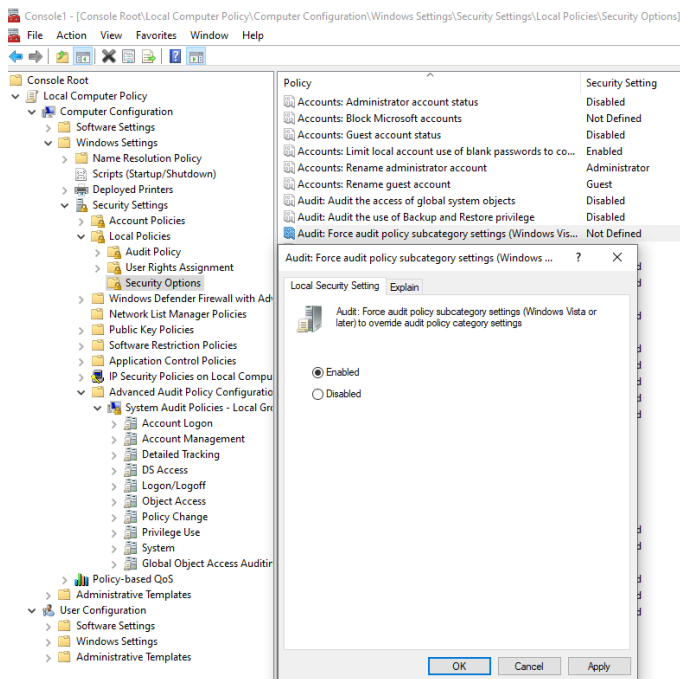 Console1 - [Console Root\Local Computer Policy\Computer Configuration\Windows Settings\Security Settings\Local Policies\Security Options]
File Action View Favorites Window Help
Console Root
Local Computer Policy
Computer Configuration
Software Settings
Windows Settings
Name Resolution Policy
Scripts (Startup/Shutdown)
Deployed Printers
Security Settings
Account Policies
Local Policies
Audit Policy
User Rights Assignment
Security Options
Windows Defender Firewall with Adv
Network List Manager Policies
Public Key Policies
Software Restriction Policies
Application Control Policies
IP Security Policies on Local Compu
Advanced Audit Policy Configuratio
System Audit Policies - Local Gro
Account Logon
Account Management
Detailed Tracking
DS Access
Logon/Logoff
Object Access
Policy Change
Privilege Use
System
Global Object Access Auditin
Policy-based QoS
Administrative Templates
User Configuration
Software Settings
Windows Settings
Administrative Templates
Policy Security Setting
Accounts: Administrator account status Disabled
Accounts: Block Microsoft accounts Not Defined
Accounts: Guest account status Disabled
Accounts: Limit local account use of blank passwords to co... Enabled
Accounts: Rename administrator account Administrator
Accounts: Rename guest account Guest
Audit: Audit the access of global system objects Disabled
Audit: Audit the use of Backup and Restore privilege Disabled
Audit: Force audit policy subcategory settings (Windows Vis... Not Defined
Audit: Force audit policy subcategory settings (Windows ... ?
Local Security Setting Explain
Audit: Force audit policy subcategory settings (Windows Vista or
later) to override audit policy category settings
Enabled
Disabled
OK Cancel Apply